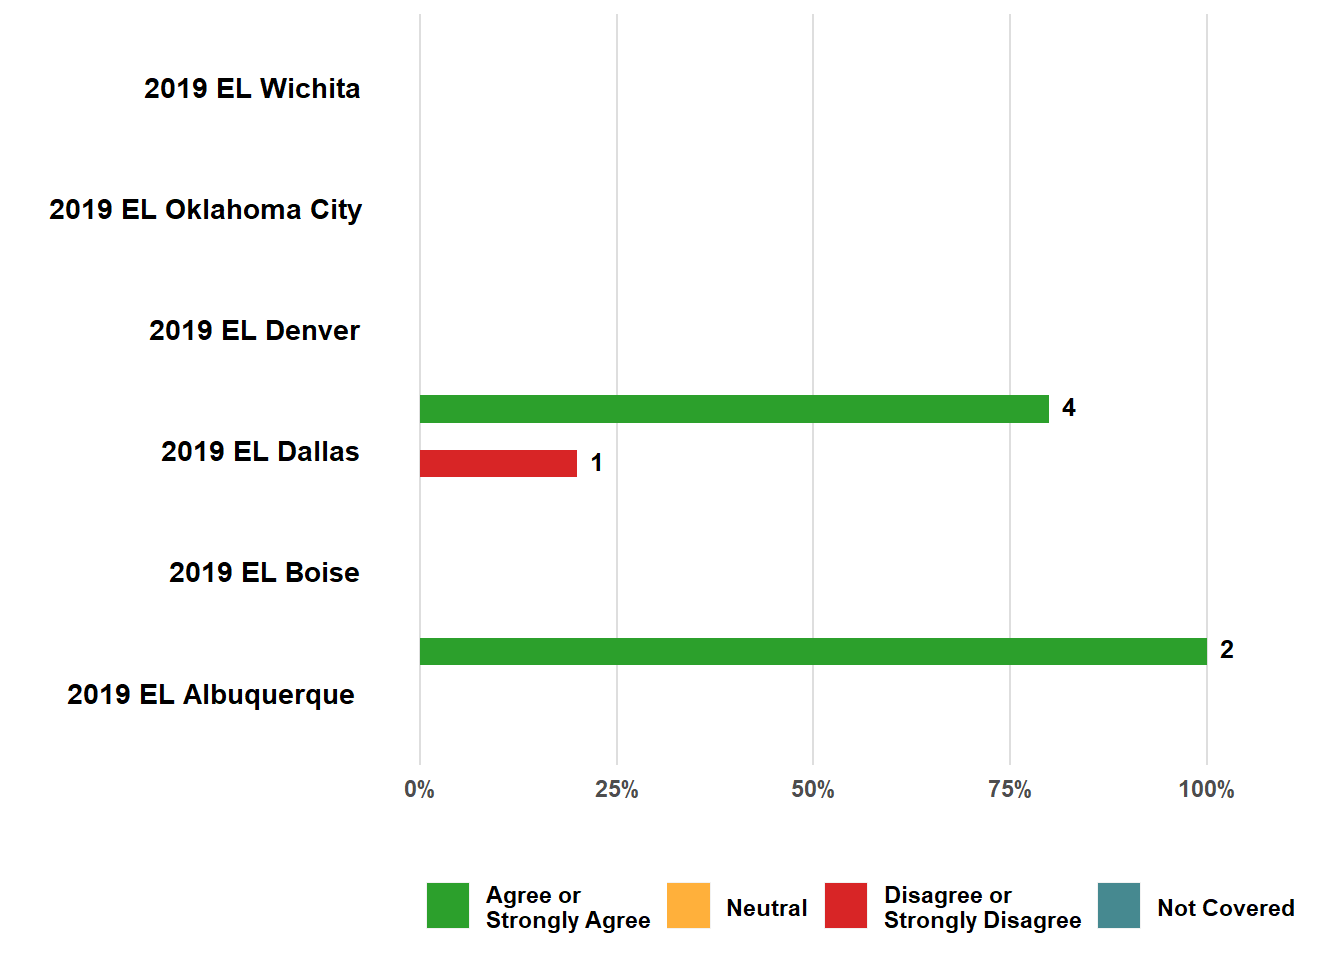 2019 EL Wichita
2019 EL Oklahoma City
2019 EL Denver
4
2019 EL Dallas
1
2019 EL Boise
2
2019 EL Albuquerque
0% 25% 50% 75% 100%
Agree or
Strongly Agree
Neutral
Disagree or
Strongly Disagree
Not Covered